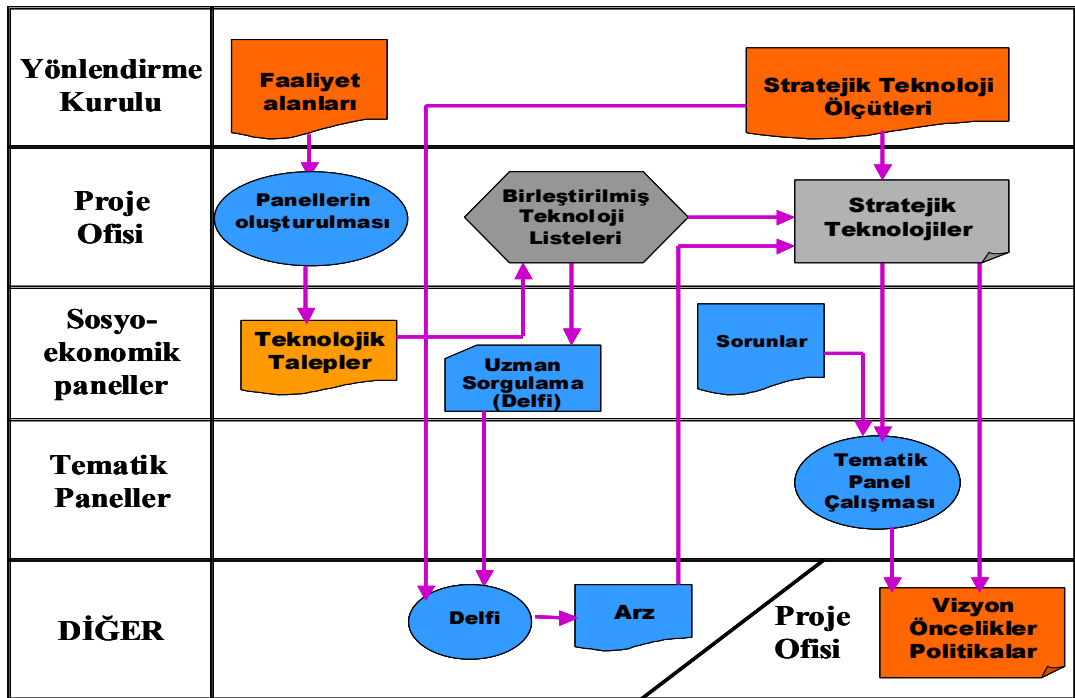 Yönlendirme
Kurulu
Faaliyet
alanları
Stratejik Teknoloji
Ölçütleri
Proje
Ofisi
Panellerin
oluşturulması
Birleştirilmiş
Teknoloji
Listeleri
Stratejik
Teknolojiler
Sosyo-
ekonomik
paneller
Teknolojik
Talepler
Uzman
Sorgulama
(Delfi)
Sorunlar
Tematik
Paneller
Tematik
Panel
Çalışması
DİĞER
Delfi
Arz
Proje
Ofisi
Vizyon
Öncelikler
Politikalar